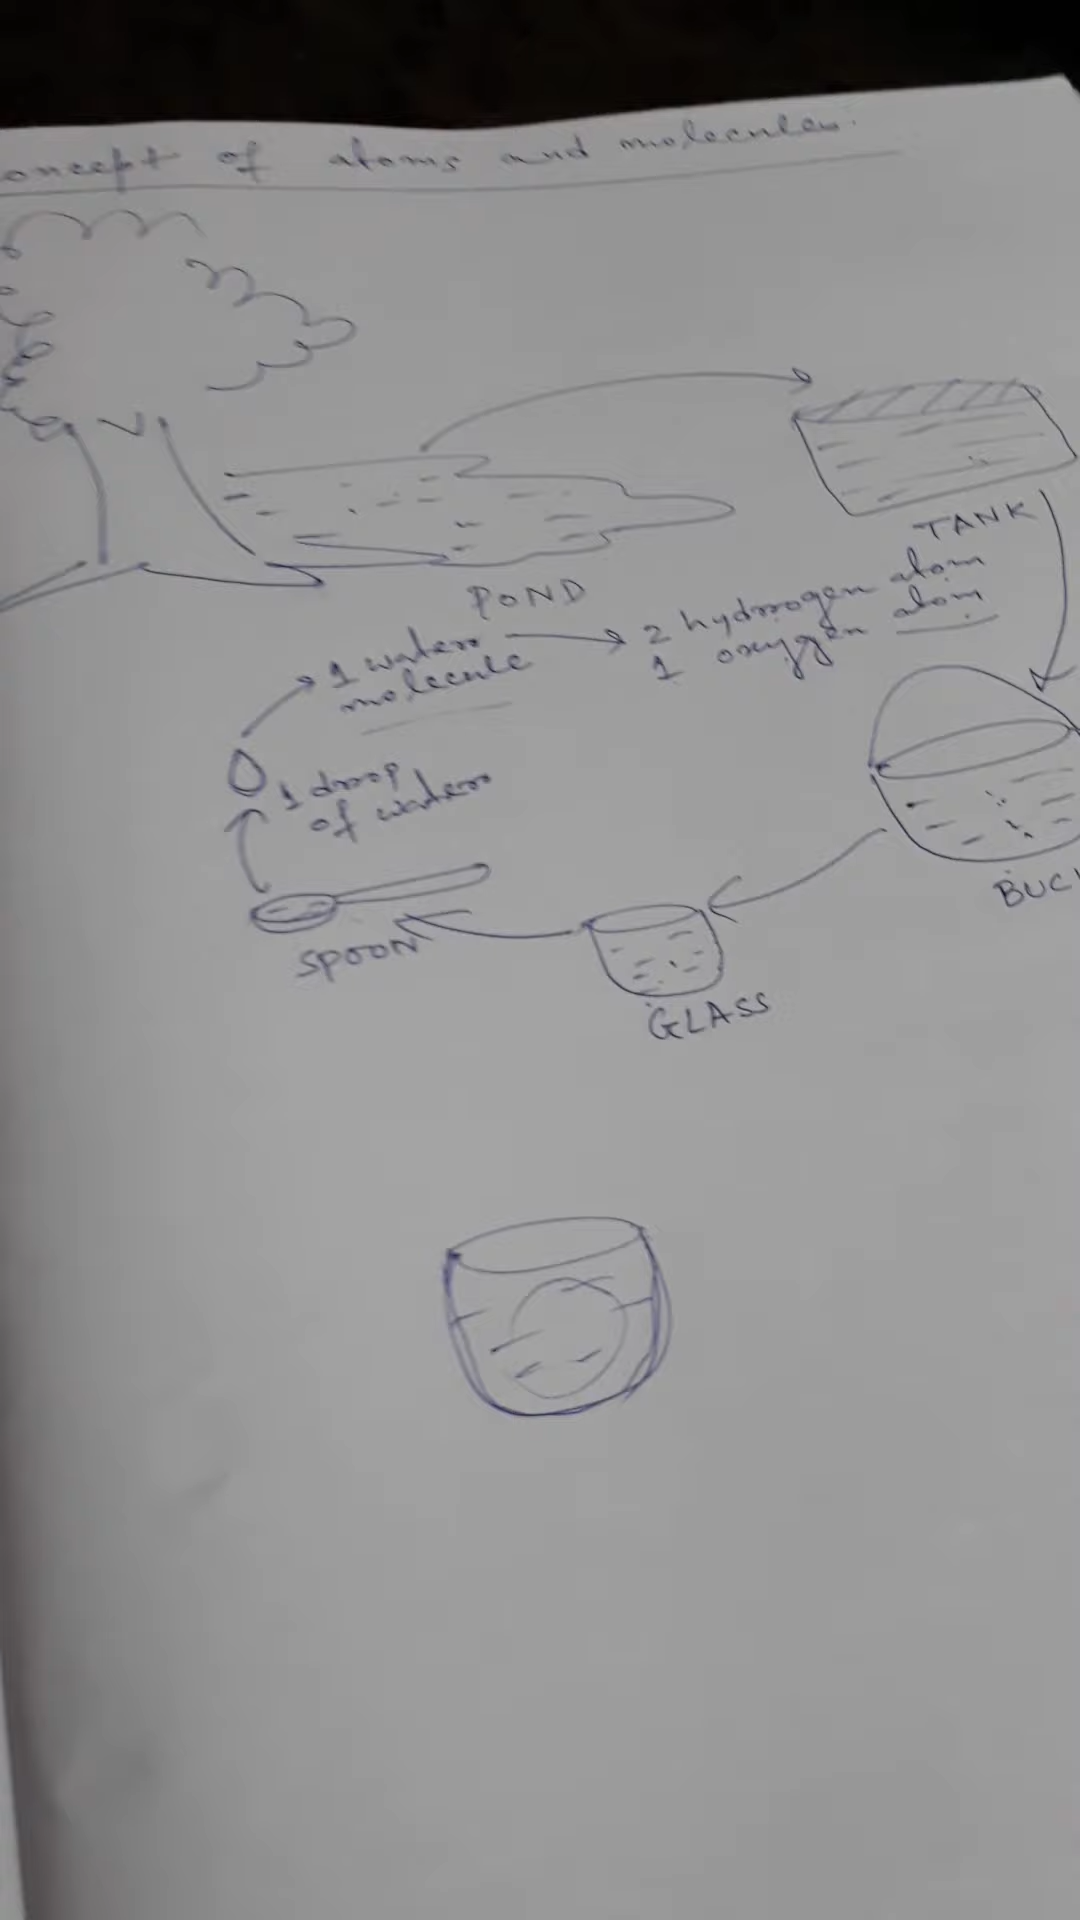 oncept of atoms and molecules.
TANK
POND
1 water
molecule
2 hydrogen atom
1 oxygen atom
1 drop
of water
BUC
SPOON
GLASS